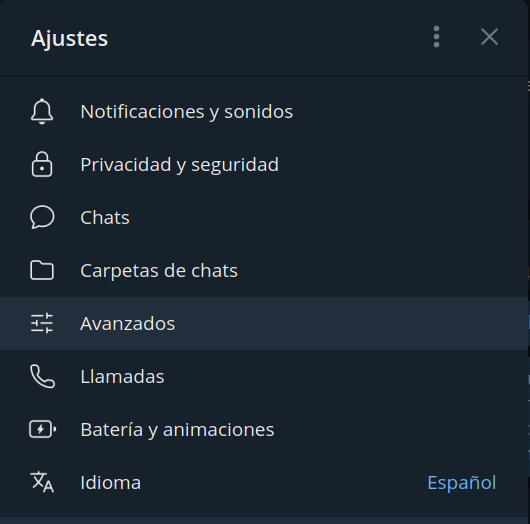 Ajustes
Notificaciones y sonidos
Privacidad y seguridad
Chats
Carpetas de chats
Avanzados
Llamadas
Batería y animaciones
Idioma Español